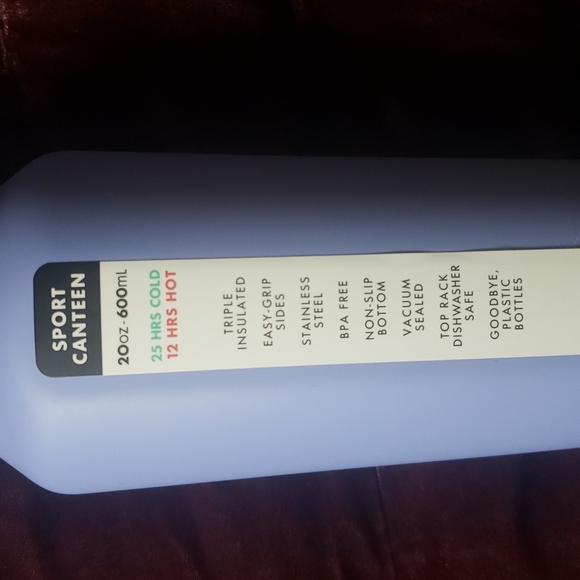 SPORT
CANTEEN
20oz - 600mL
25 HRS COLD
12 HRS HOT
TRIPLE
INSULATED
EASY-GRIP
SIDES
STAINLESS
STEEL
BPA FREE
NON-SLIP
BOTTOM
VACUUM
SEALED
TOP RACK
DISHWASHER
SAFE
GOODBYE,
PLASTIC
BOTTLES